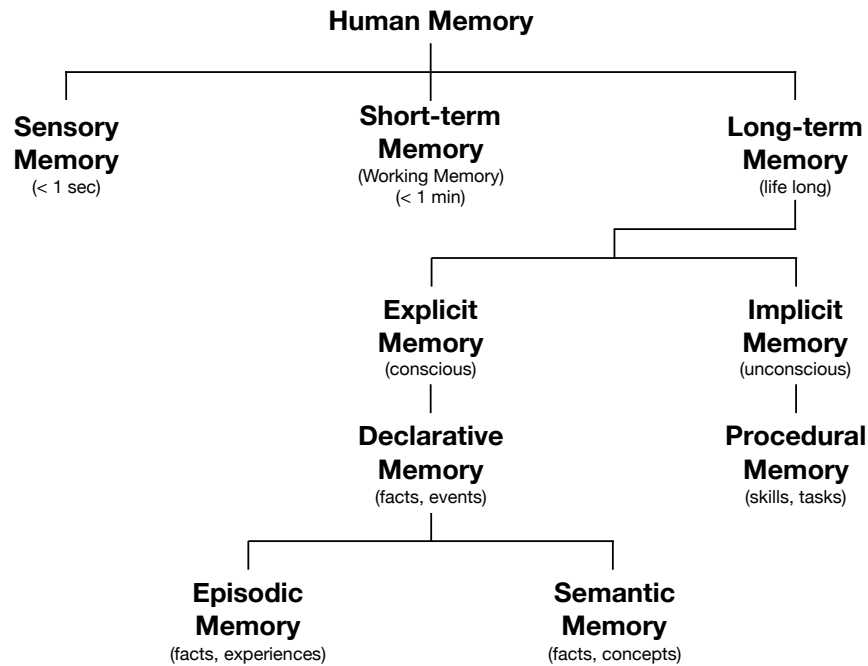 Human Memory
Sensory
Memory
(< 1 sec)
Short-term
Memory
(Working Memory)
(< 1 min)
Long-term
Memory
(life long)
Explicit
Memory
(conscious)
Implicit
Memory
(unconscious)
Declarative
Memory
(facts, events)
Procedural
Memory
(skills, tasks)
Episodic
Memory
(facts, experiences)
Semantic
Memory
(facts, concepts)